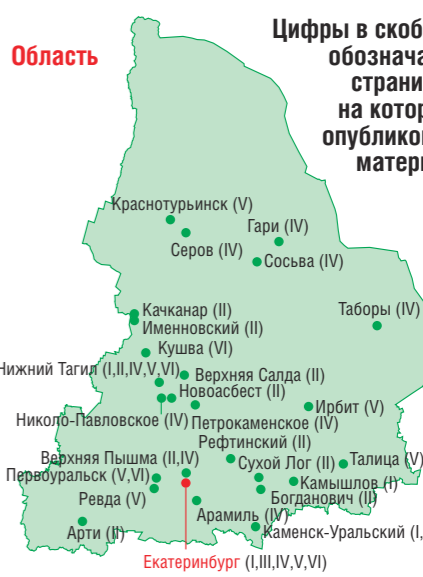 Область
Цифры в скоб
обознача
страни
на котор
опубликов
матери
Краснотурьинск (V)
Гари (IV)
Серов (IV)
Сосьва (IV)
Качканар (II)
Именновский (II)
Таборы (IV)
Кушва (VI)
Нижний Тагил (I,II,IV,V,VI)
Верхняя Салда (II)
Новоасбест (II)
Николо-Павловское (IV)
Петрокаменское (IV)
Ирбит (V)
Рефтинский (II)
Верхняя Пышма (II,IV)
Сухой Лог (II)
Талица (V)
Первоуральск (V,VI)
Камышлов (I)
Ревда (V)
Богданович (II)
Арамиль (IV)
Арти (II)
Каменск-Уральский (I,
Екатеринбург (I,III,IV,V,VI)